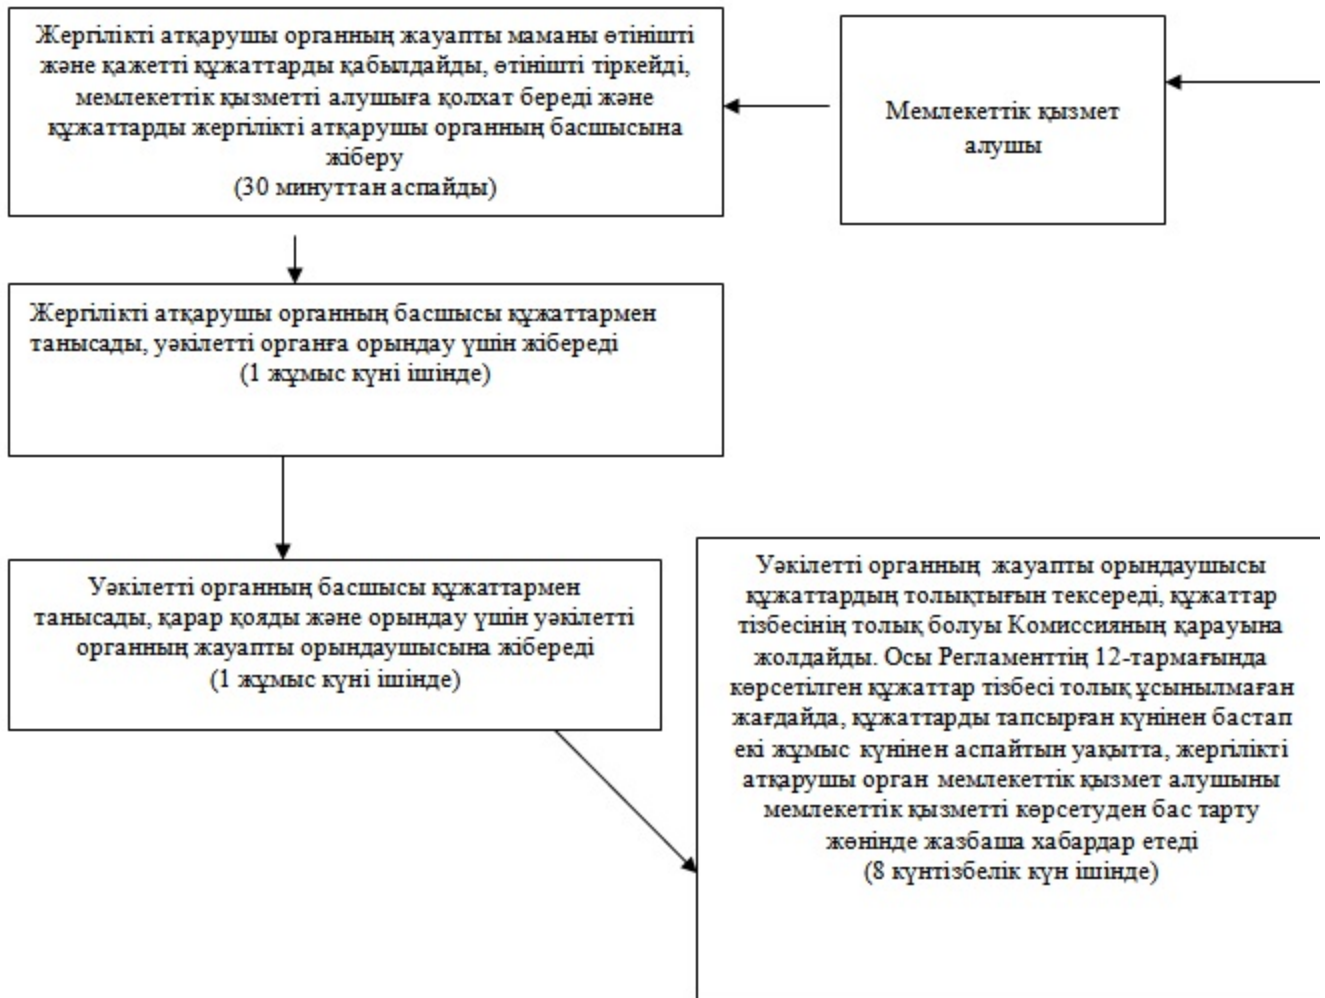 Жергілікті атқарушы органның жауапты маманы өтінішті
және қажетті құжаттарды қабылдайды, өтінішті тіркейді,
мемлекеттік қызметті алушыға қолхат береді және
құжаттарды жергілікті атқарушы органның басшысына
жіберу
(30 минуттан аспайды)
Мемлекеттік қызмет
алушы
Жергілікті атқарушы органның басшысы құжаттармен
танысады, уәкілетті органға орындау үшін жібереді
(1 жұмыс күні ішінде)
Уәкілетті органның басшысы құжаттармен
танысады, қарар қояды және орындау үшін уәкілетті
органның жауапты орындаушысына жібереді
(1 жұмыс күні ішінде)
Уәкілетті органның жауапты орындаушысы
құжаттардың толықтығын тексереді, құжаттар
тізбесінің толық болуы Комиссияның қарауына
жолдайды. Осы Регламенттің 12-тармағында
көрсетілген құжаттар тізбесі толық ұсынылмаған
жағдайда, құжаттарды тапсырған күнінен бастап
екі жұмыс күнінен аспайтын уақытта, жергілікті
атқарушы орган мемлекеттік қызмет алушыны
мемлекеттік қызметті көрсетуден бас тарту
жөнінде жазбаша хабардар етеді
(8 күнтізбелік күн ішінде)